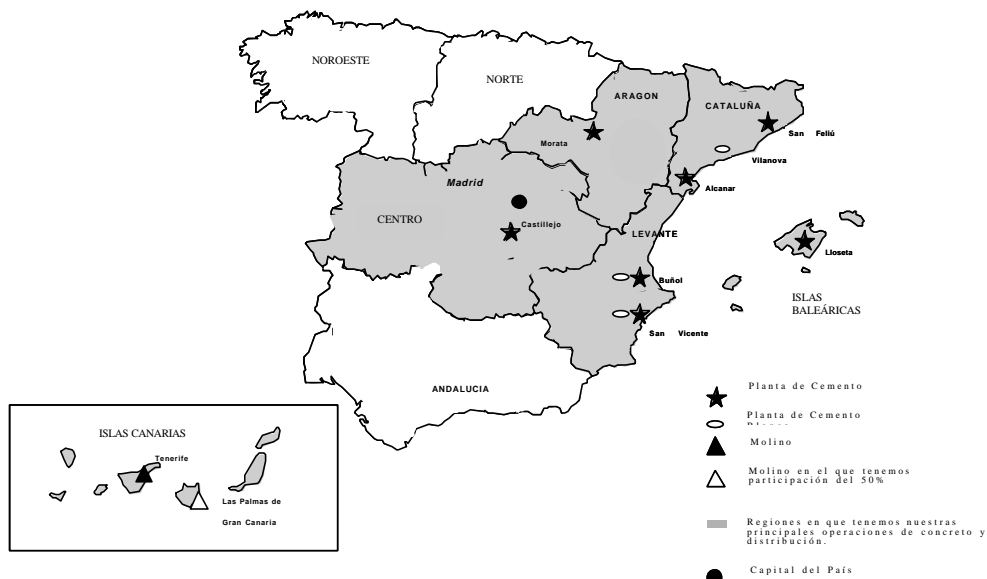 NOROESTE
NORTE
ARAGON
CATALUÑA
San Feliú
Morata
Vilanova
Madrid
Alcanar
CENTRO
Castillejo
LEVANTE
Lloseta
Buñol
ISLAS
BALEÁRICAS
San Vicente
ANDALUCIA
ISLAS CANARIAS
Tenerife
Las Palmas de
Gran Canaria
Planta de Cemento
Planta de Cemento
Molino
Molino en el que tenemos
participación del 50%
Regiones en que tenemos nuestras
principales operaciones de concreto y
distribución.
Capital del País